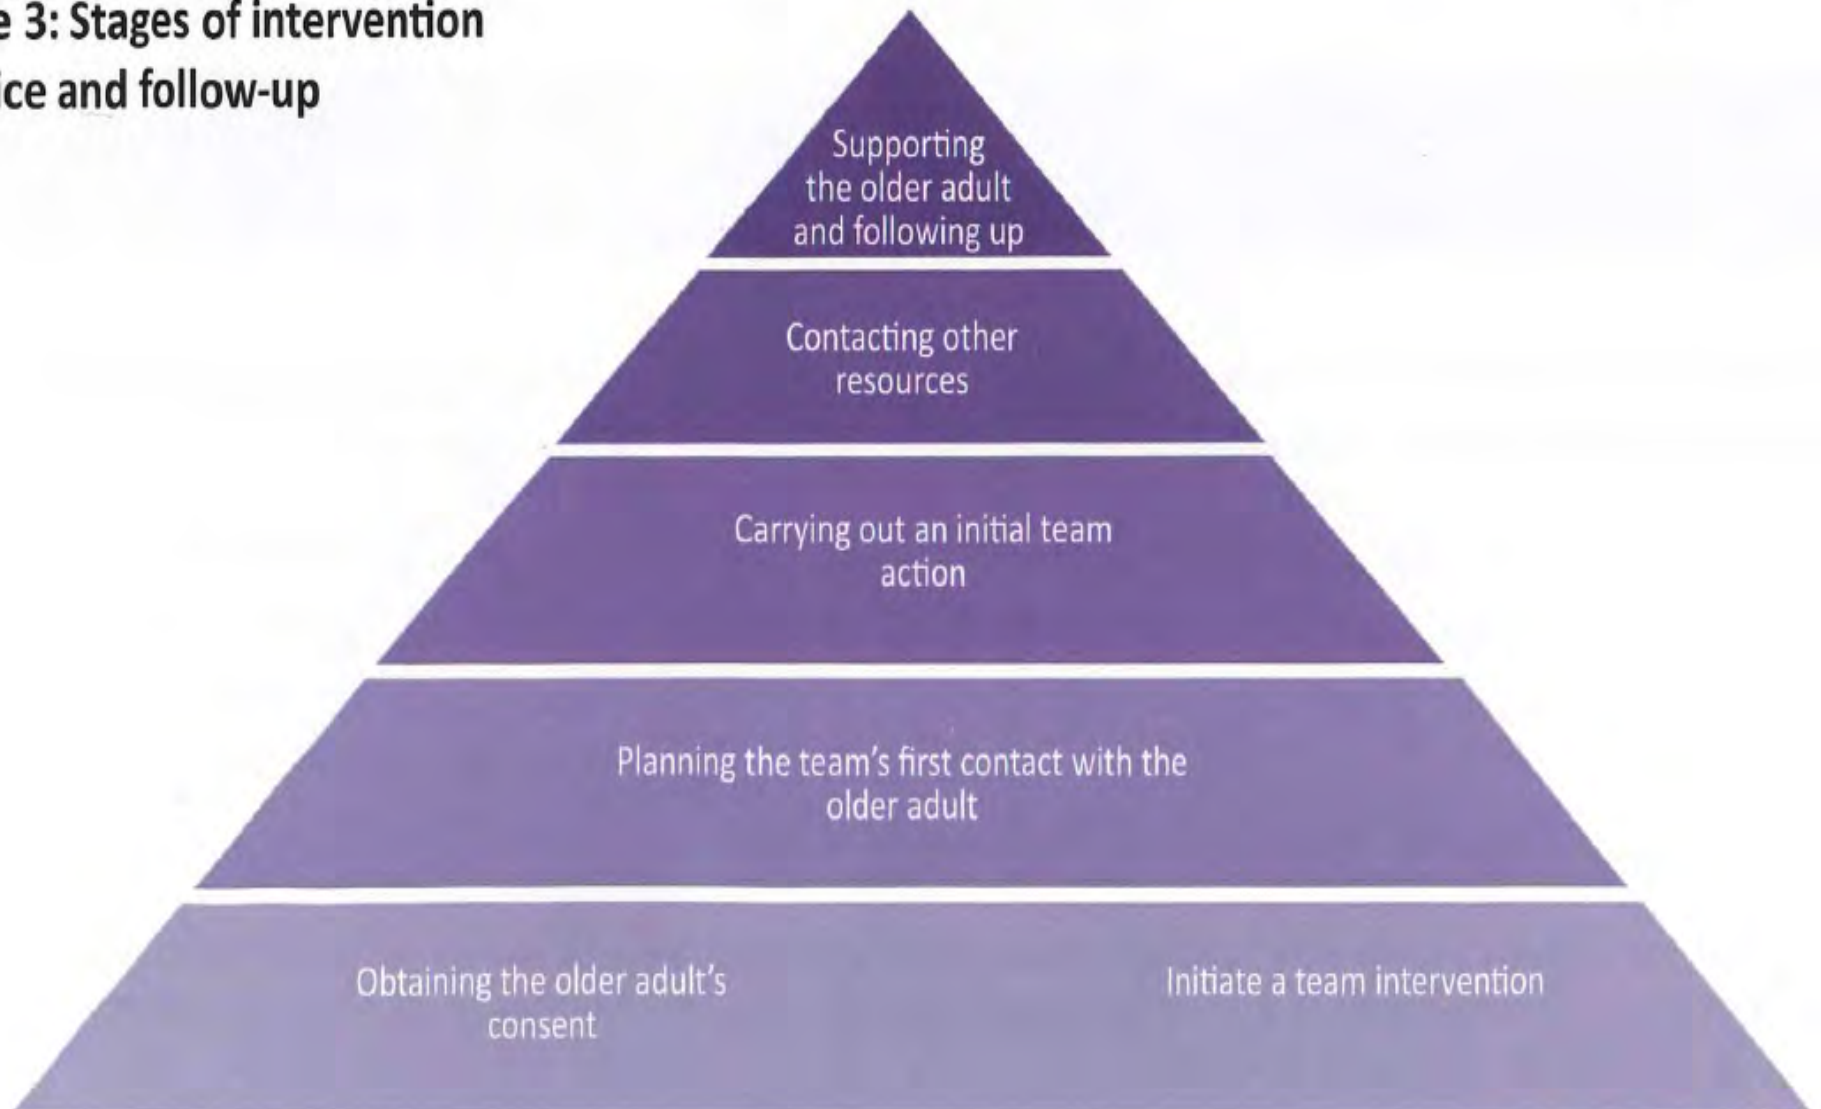 3: Stages of intervention
and follow-up
Supporting
the older adult
and following up
Contacting other
resources
Carrying out an initial team
action
Planning the team's first contact with the
older adult
Obtaining the older adult's
consent
Initiate a team intervention